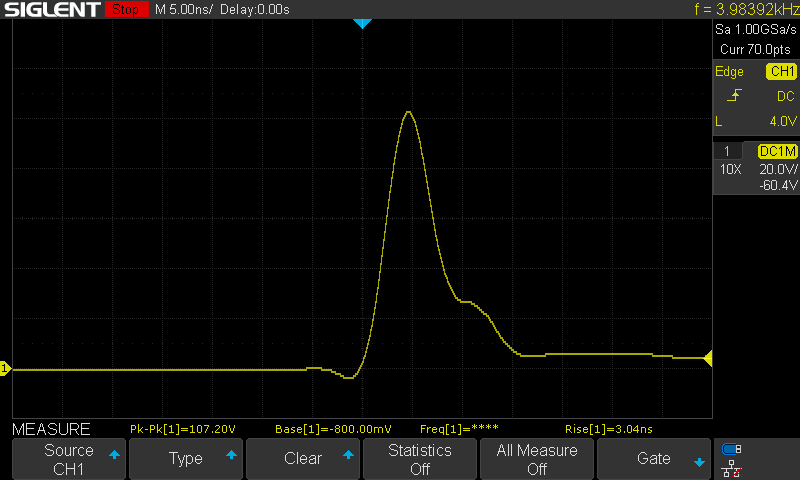 SIGLENT Stop M 5.00ns/ Delay:0.00s f = 3.98392kHz
Sa 1.00GSa/s
Curr 70.0pts
Edge CH1
DC
L 4.0V
1 DC1M
10X 20.0V/
-60.4V
1
MEASURE Pk-Pk[1]=107.20V Base[1]=-800.00mV Freq[1]=**** Rise[1]=3.04ns
Source CH1
Type
Clear
Statistics Off
All Measure Off
Gate